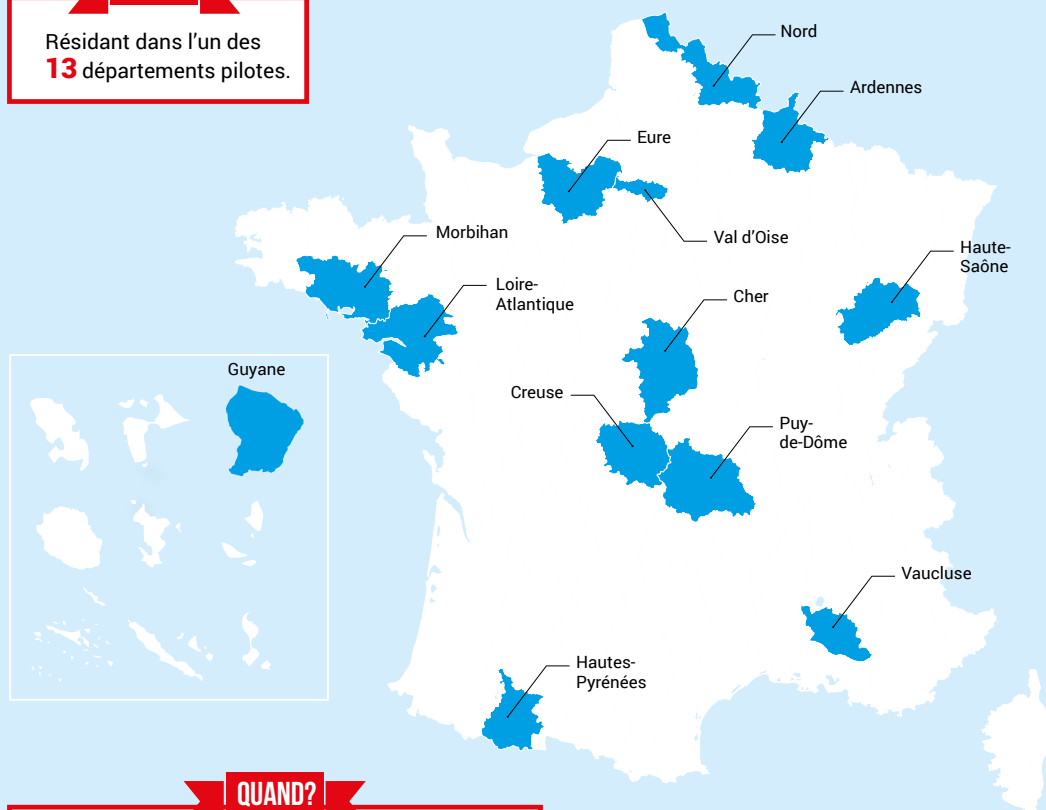 Résidant dans l'un des
13 départements pilotes.
Nord
Ardennes
Eure
Val d'Oise
Morbihan
Haute-
Saône
Loire-
Atlantique
Cher
Guyane
Creuse
Puy-
de-Dôme
Vaucluse
Hautes-
Pyrénées
QUAND?